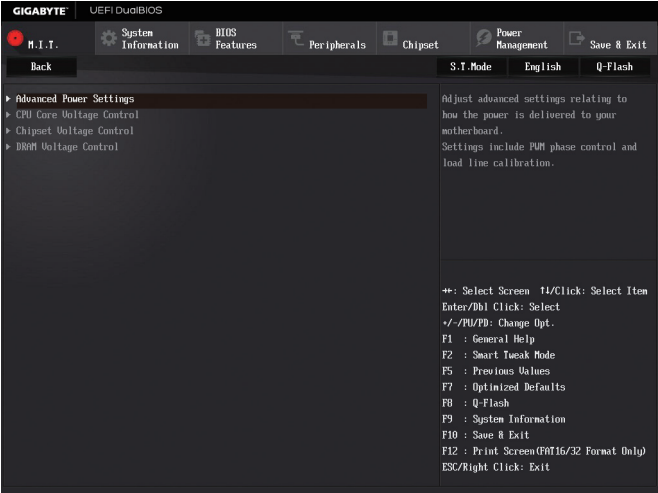 GIGABYTE™ UEFI DualBIOS
M.I.T.
System Information
BIOS Features
Peripherals
Chipset
Power Management
Save & Exit
Back
S.T.Mode English Q-Flash
Advanced Power Settings
CPU Core Voltage Control
Chipset Voltage Control
DRAM Voltage Control
Adjust advanced settings relating to
how the power is delivered to your
motherboard.
Settings include PWM phase control and
load line calibration.
→←: Select Screen ↑↓/Click: Select Item
Enter/Dbl Click: Select
+/-/PU/PD: Change Opt.
F1 : General Help
F2 : Smart Tweak Mode
F5 : Previous Values
F7 : Optimized Defaults
F8 : Q-Flash
F9 : System Information
F10 : Save & Exit
F12 : Print Screen(FAT16/32 Format Only)
ESC/Right Click: Exit